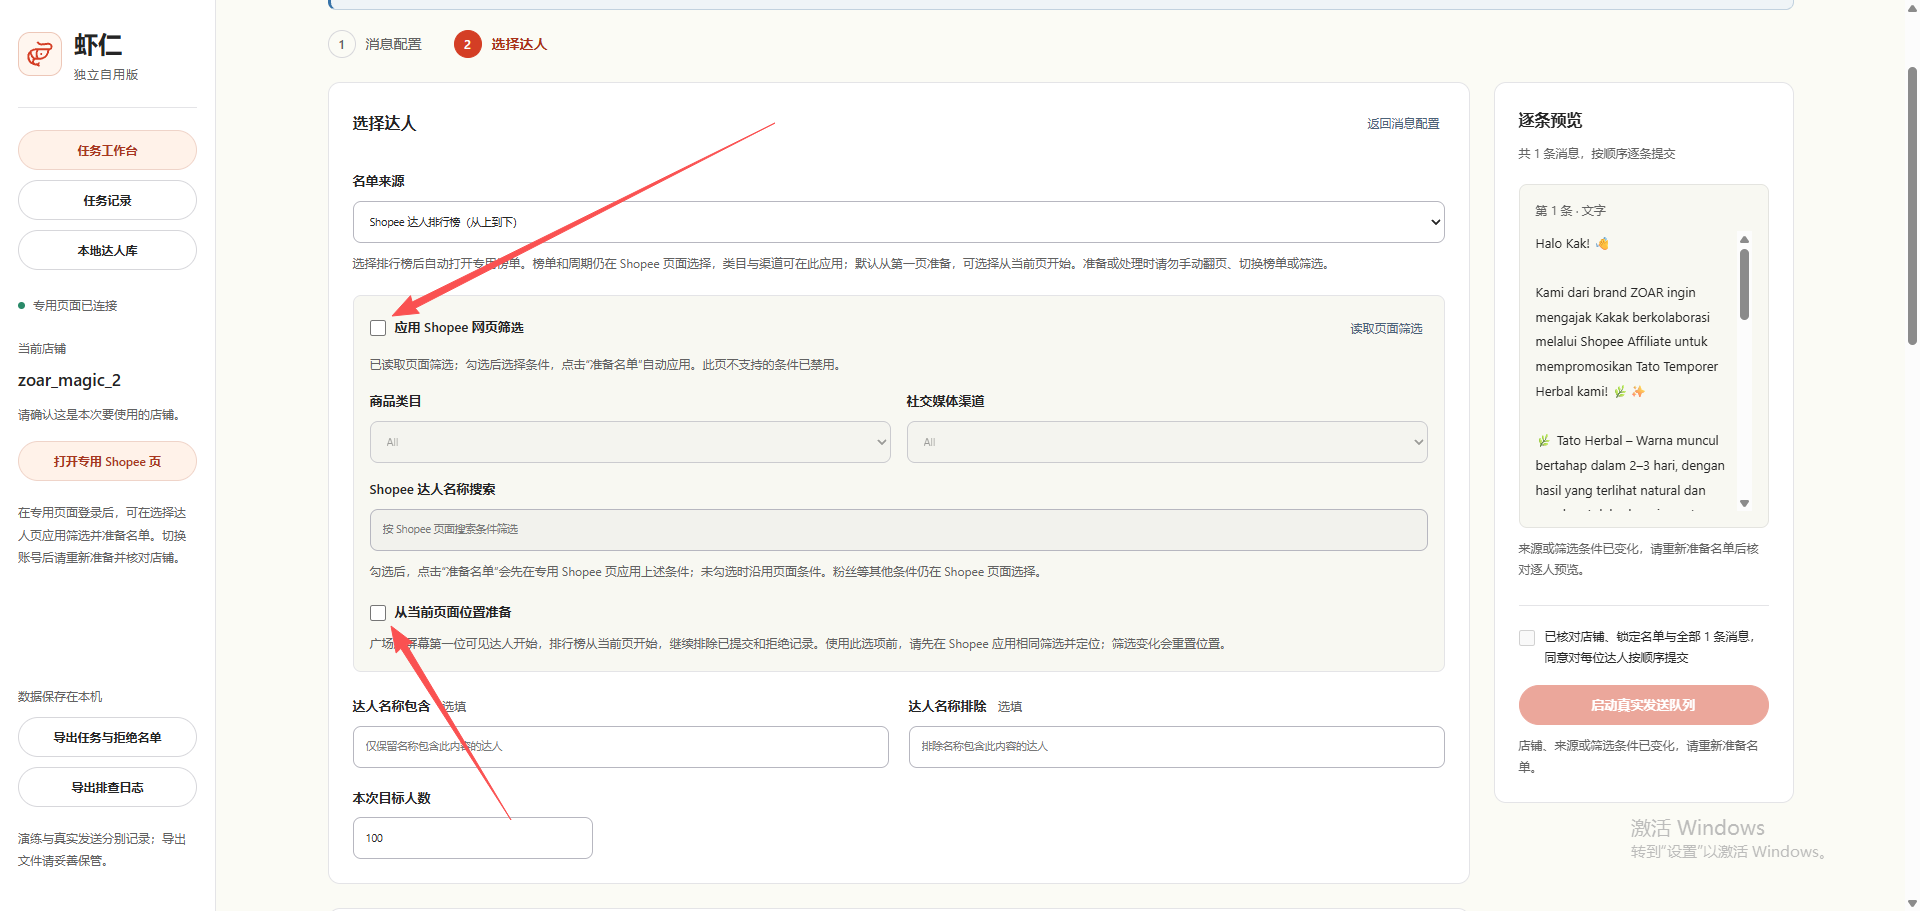 虾仁
独立自用版
任务工作台
任务记录
本地达人库
专用页面已连接
当前店铺
zoar_magic_2
请确认这是本次要使用的店铺。
打开专用 Shopee 页
在专用页面登录后，可在选择达
人页应用筛选并准备名单。切换
账号后请重新准备并核对店铺。
数据保存在本机
导出任务与拒绝名单
导出排查日志
演练与真实发送分别记录；导出
文件请妥善保管。
1 消息配置 2 选择达人
选择达人
返回消息配置
名单来源
Shopee 达人排行榜（从上到下）
选择排行榜后自动打开专用榜单。榜单和周期仍在 Shopee 页面选择，类目与渠道可在此应用；默认从第一页准备，可选择从当前页开始。准备或处理时请勿手动翻页、切换榜单或筛选。
应用 Shopee 网页筛选
读取页面筛选
已读取页面筛选；勾选后选择条件，点击“准备名单”自动应用。此页不支持的条件已禁用。
商品类目 社交媒体渠道
All All
Shopee 达人名称搜索
按 Shopee 页面搜索条件筛选
勾选后，点击“准备名单”会先在专用 Shopee 页应用上述条件；未勾选时沿用页面条件。粉丝等其他条件仍在 Shopee 页面选择。
从当前页面位置准备
广场 屏幕第一位可见达人开始，排行榜从当前页开始，继续排除已提交和拒绝记录。使用此选项前，请先在 Shopee 应用相同筛选并定位；筛选变化会重置位置。
达人名称包含 选填 达人名称排除 选填
仅保留名称包含此内容的达人 排除名称包含此内容的达人
本次目标人数
100
逐条预览
共 1 条消息，按顺序逐条提交
第 1 条 · 文字
Halo Kak! 👋
Kami dari brand ZOAR ingin
mengajak Kakak berkolaborasi
melalui Shopee Affiliate untuk
mempromosikan Tato Temporer
Herbal kami! 🌿 ✨
🌿 Tato Herbal – Warna muncul
bertahap dalam 2–3 hari, dengan
hasil yang terlihat natural dan
来源或筛选条件已变化，请重新准备名单后核
对逐人预览。
已核对店铺、锁定名单与全部 1 条消息，
同意对每位达人按顺序提交
启动真实发送队列
店铺、来源或筛选条件已变化，请重新准备名
单。
激活 Windows
转到“设置”以激活 Windows。